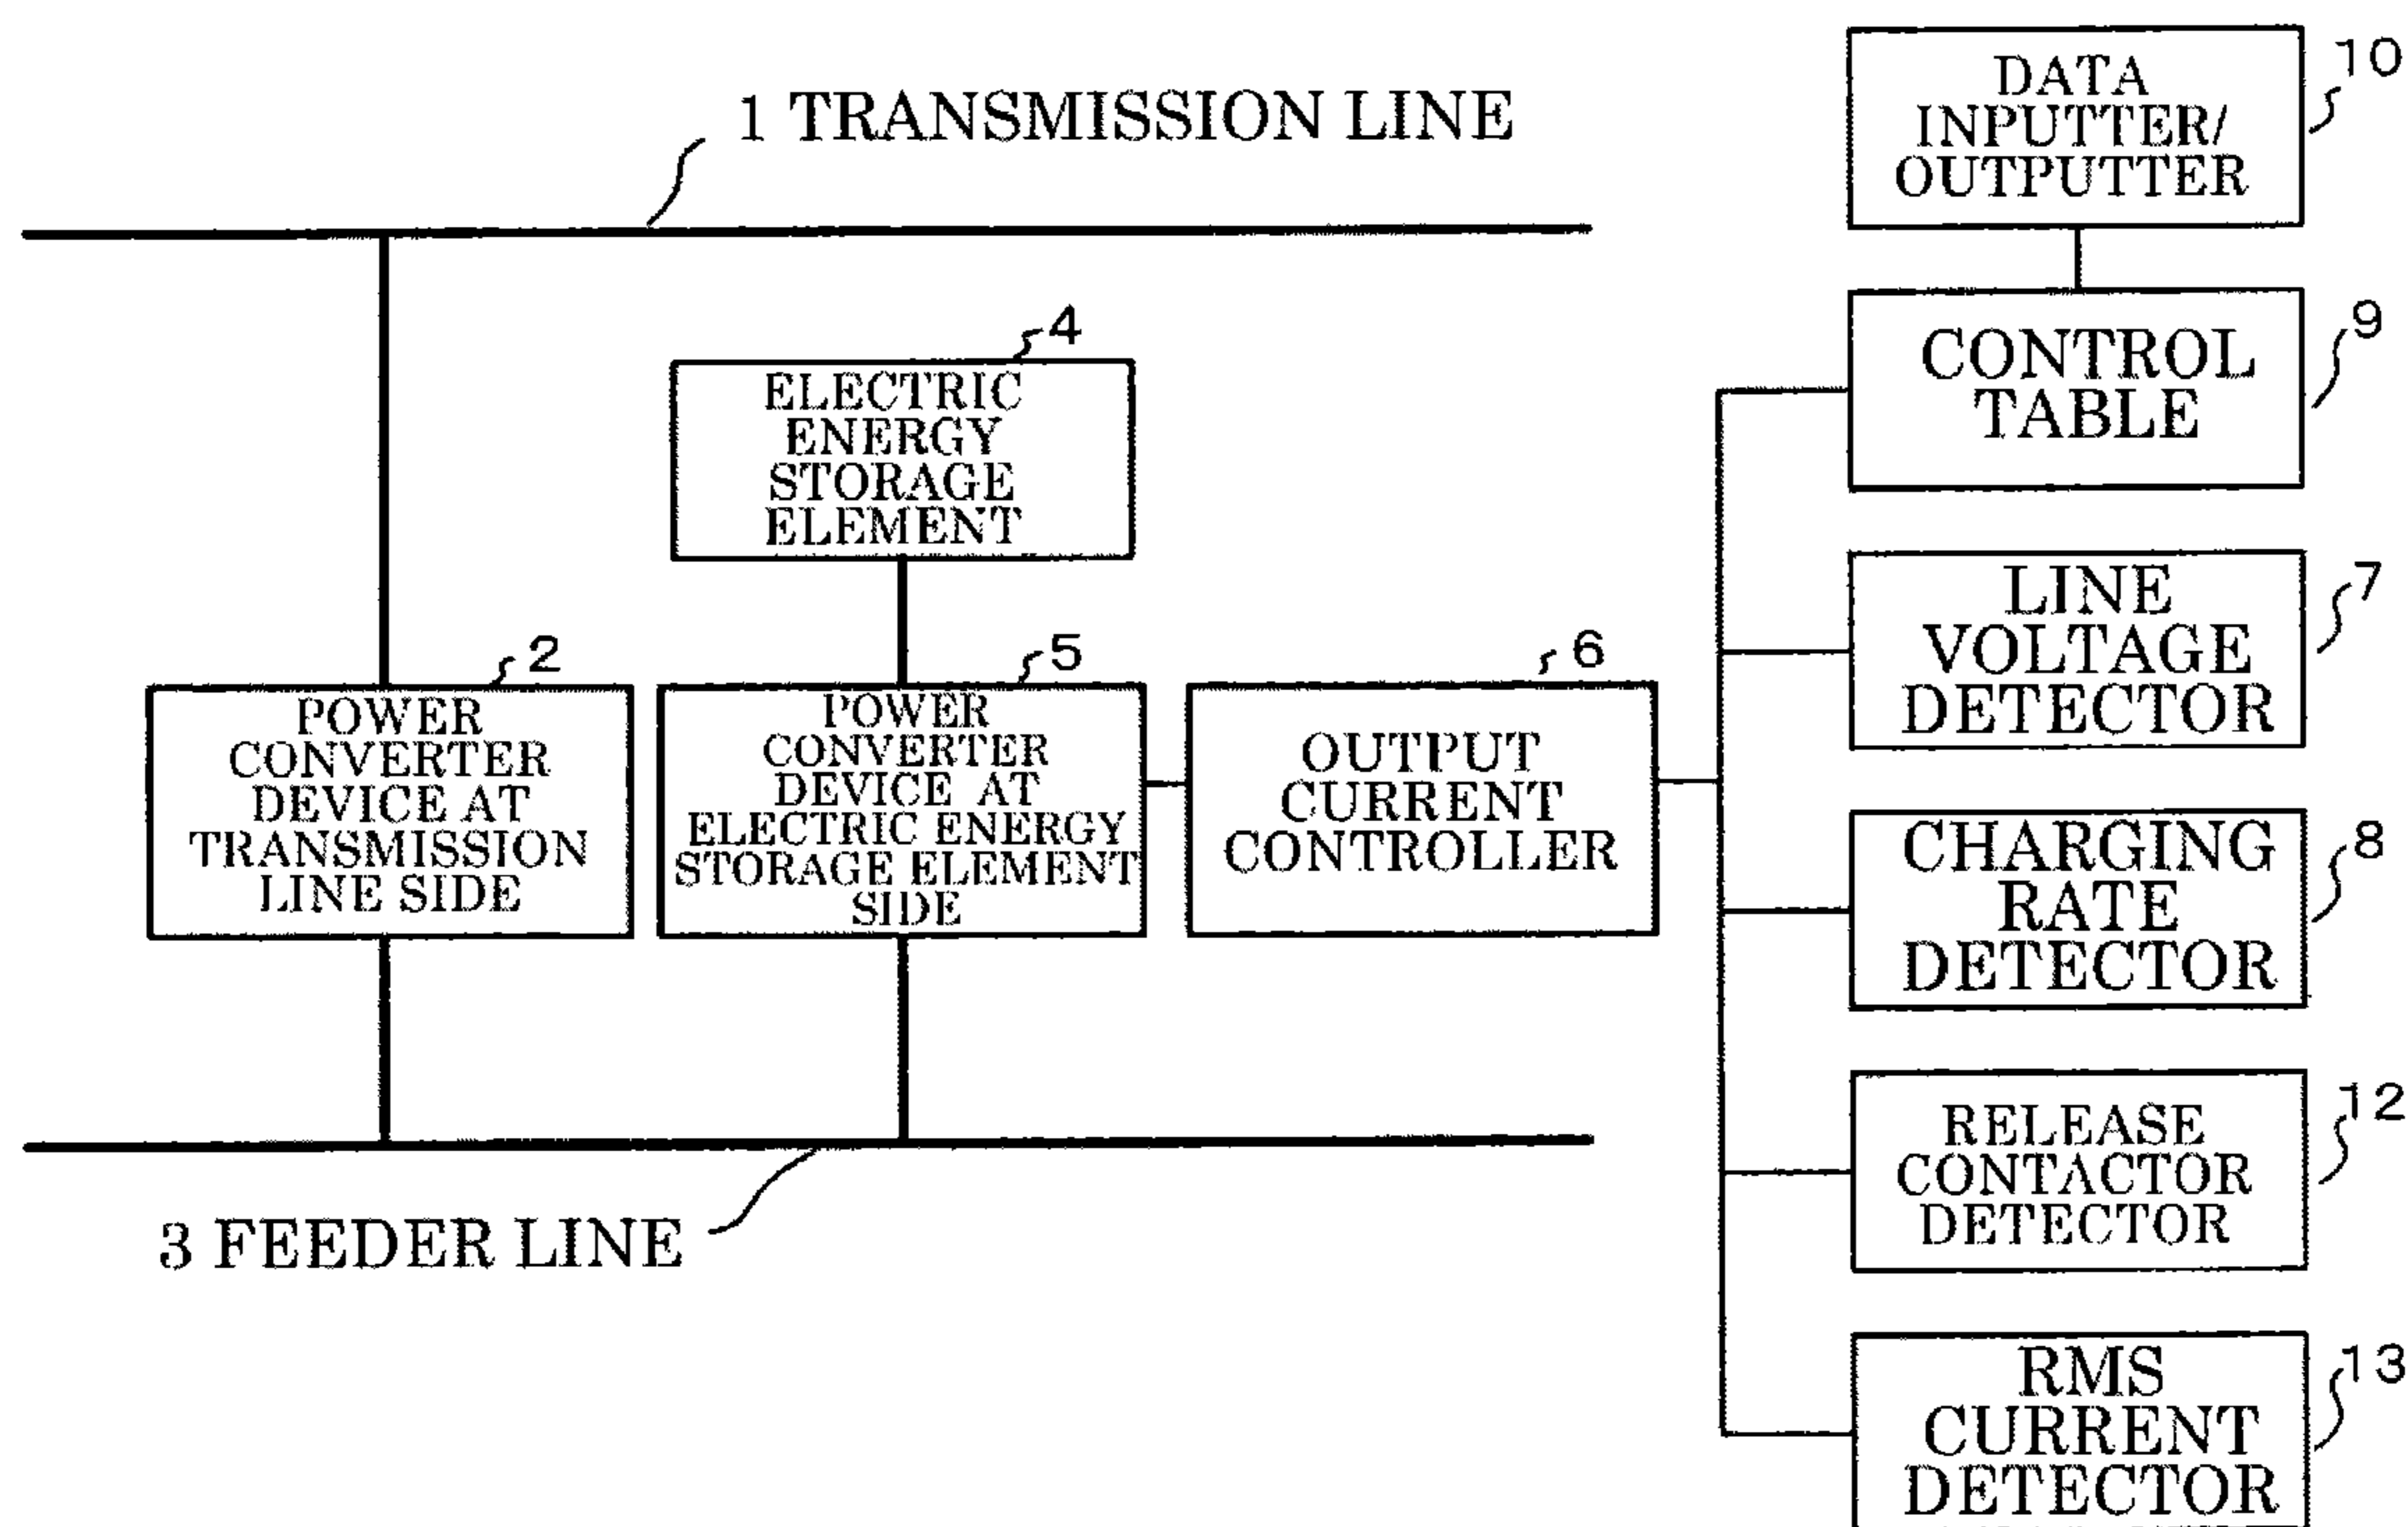 1 TRANSMISSION LINE
10
DATA
INPUTTER/
OUTPUTTER
9
CONTROL
TABLE
4
ELECTRIC
ENERGY
STORAGE
ELEMENT
7
LINE
VOLTAGE
DETECTOR
2
POWER
CONVERTER
DEVICE AT
TRANSMISSION
LINE SIDE
5
POWER
CONVERTER
DEVICE AT
ELECTRIC ENERGY
STORAGE ELEMENT
SIDE
6
OUTPUT
CURRENT
CONTROLLER
8
CHARGING
RATE
DETECTOR
12
RELEASE
CONTACTOR
DETECTOR
3 FEEDER LINE
13
RMS
CURRENT
DETECTOR